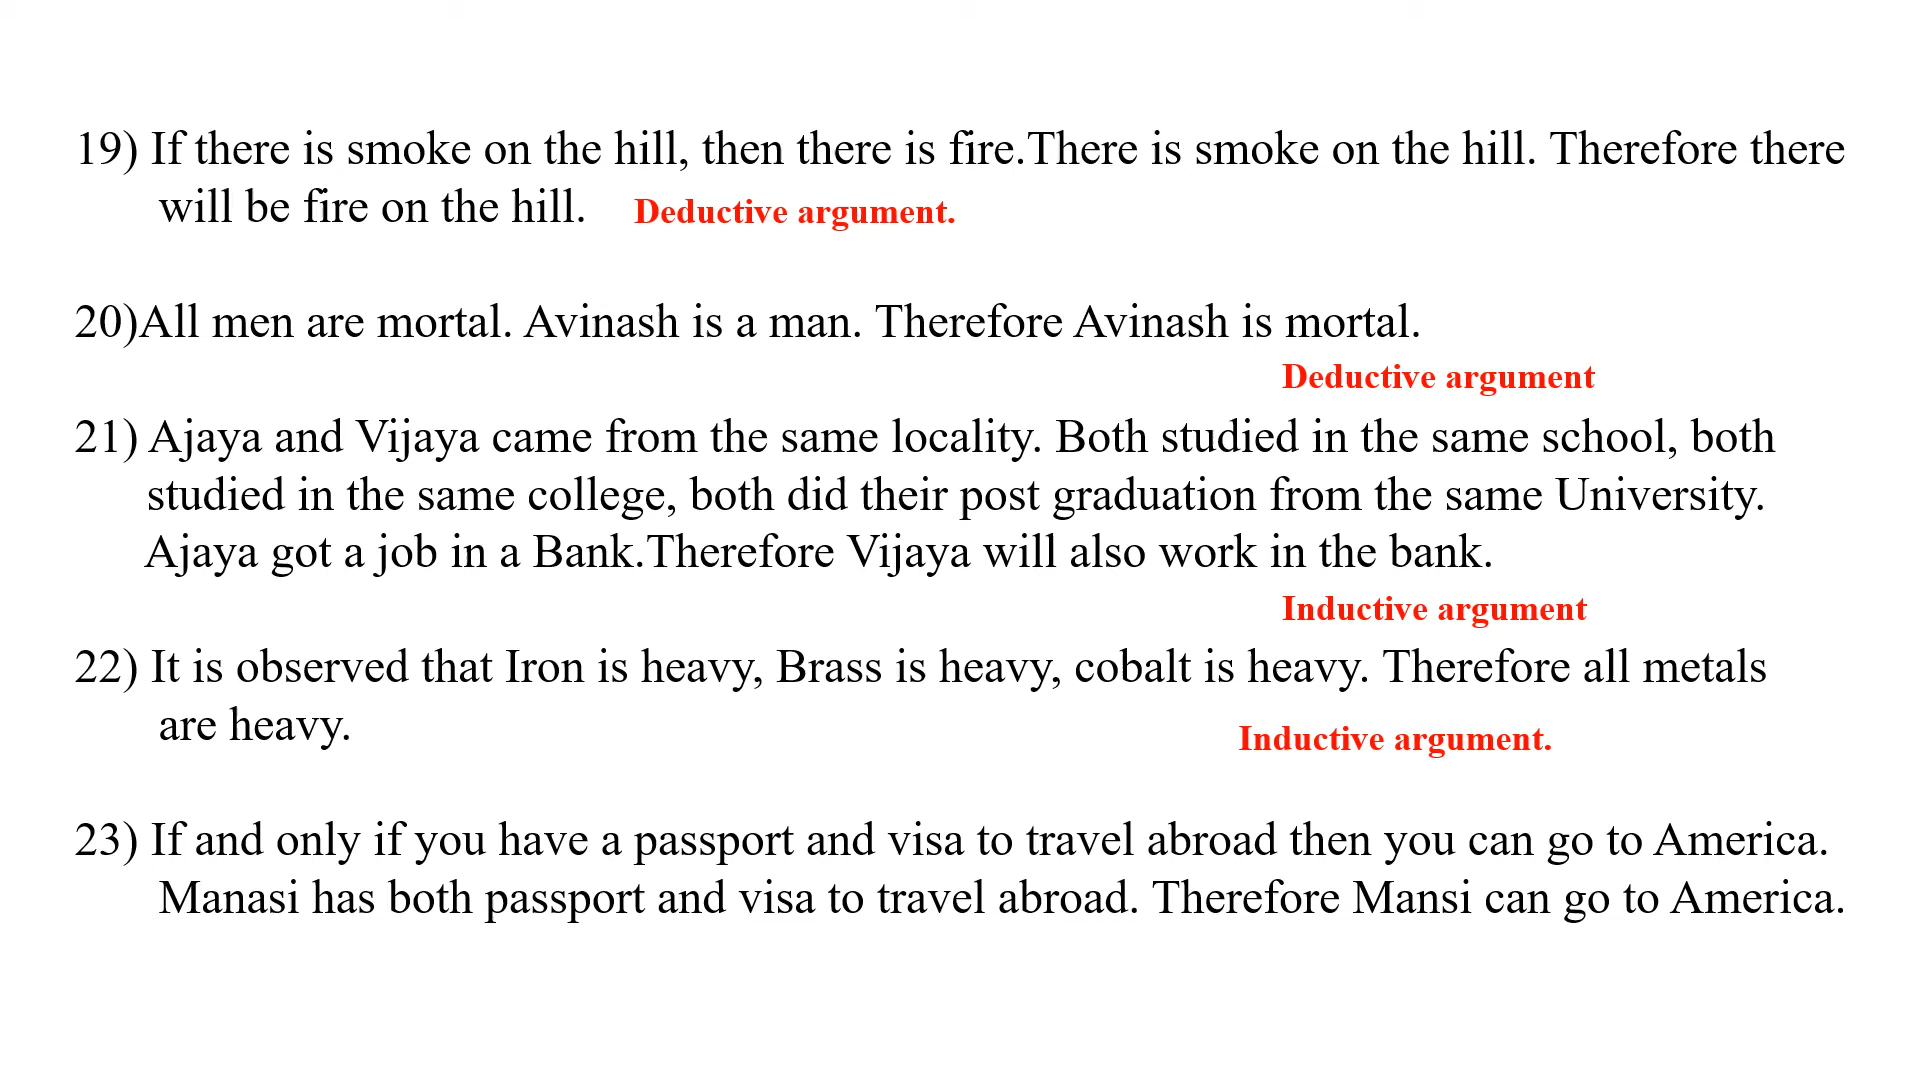 19) If there is smoke on the hill, then there is fire.There is smoke on the hill. Therefore there
will be fire on the hill. Deductive argument.
20)All men are mortal. Avinash is a man. Therefore Avinash is mortal.
Deductive argument
21) Ajaya and Vijaya came from the same locality. Both studied in the same school, both
studied in the same college, both did their post graduation from the same University.
Ajaya got a job in a Bank.Therefore Vijaya will also work in the bank.
Inductive argument
22) It is observed that Iron is heavy, Brass is heavy, cobalt is heavy. Therefore all metals
are heavy. Inductive argument.
23) If and only if you have a passport and visa to travel abroad then you can go to America.
Manasi has both passport and visa to travel abroad. Therefore Mansi can go to America.